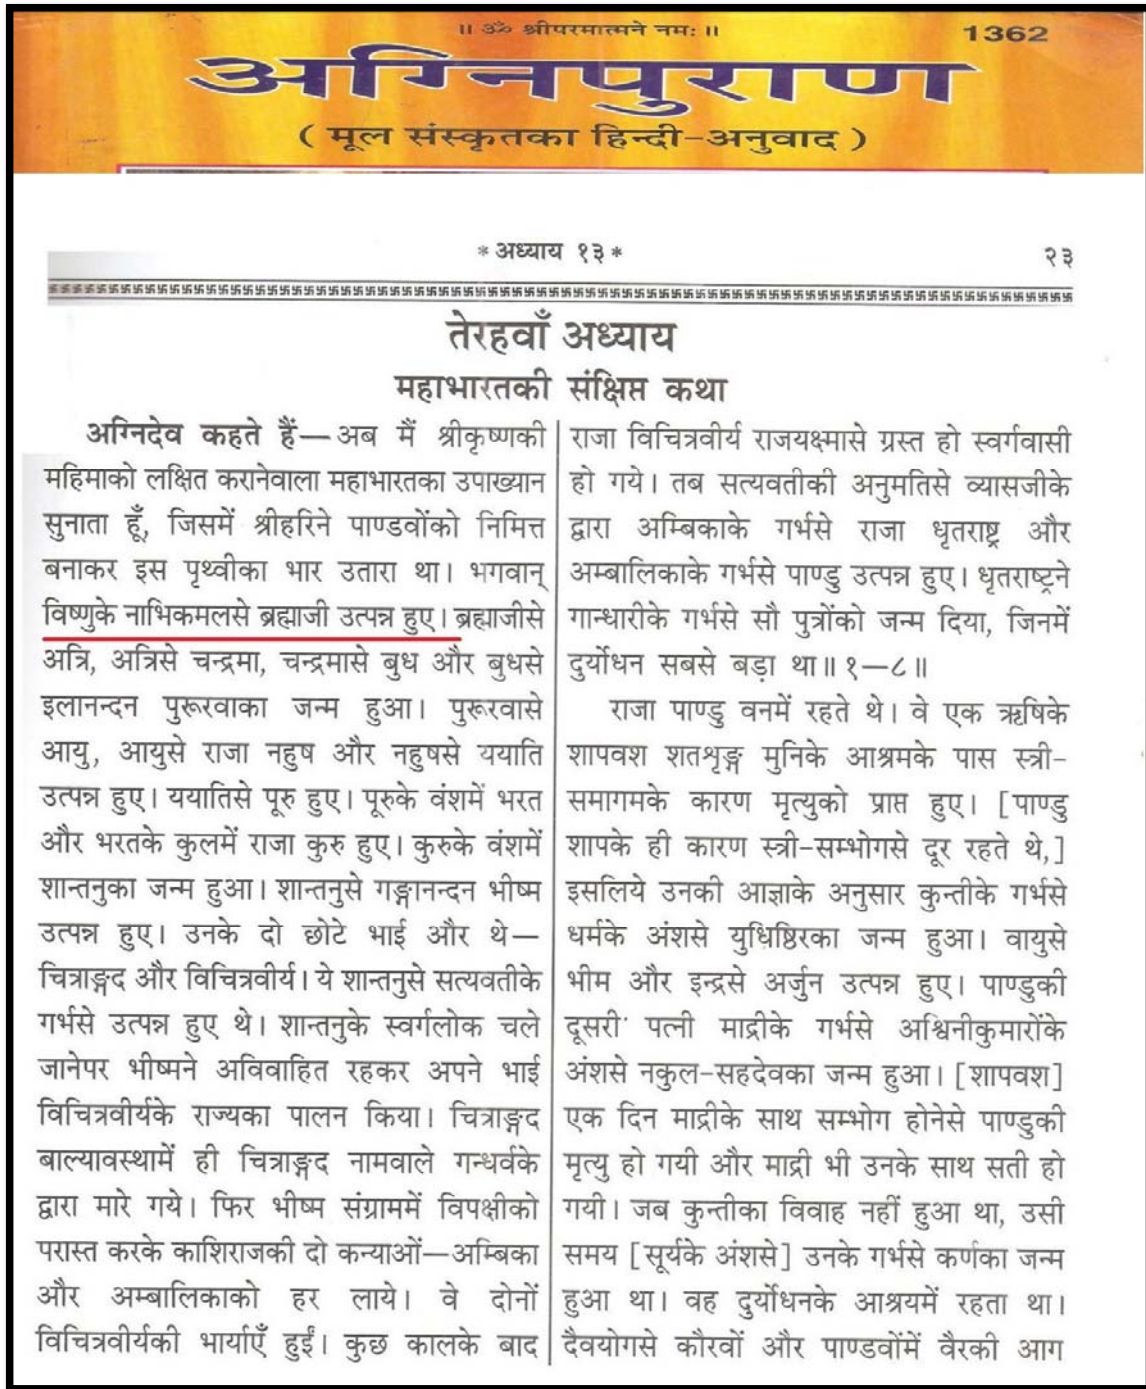 ॥ ॐ श्रीपरमात्मने नमः ॥
1362
अग्निपुराण
( मूल संस्कृतका हिन्दी-अनुवाद )
* अध्याय १३ *
२३
तेरहवाँ अध्याय
महाभारतकी संक्षिप्त कथा
अग्निदेव कहते हैं—अब मैं श्रीकृष्णकी
महिमाको लक्षित करानेवाला महाभारतका उपाख्यान
सुनाता हूँ, जिसमें श्रीहरिने पाण्डवोंको निमित्त
बनाकर इस पृथ्वीका भार उतारा था। भगवान्
विष्णुके नाभिकमलसे ब्रह्माजी उत्पन्न हुए। ब्रह्माजीसे
अत्रि, अत्रिसे चन्द्रमा, चन्द्रमासे बुध और बुधसे
इलानन्दन पुरूरवाका जन्म हुआ। पुरूरवासे
आयु, आयुसे राजा नहुष और नहुषसे ययाति
उत्पन्न हुए। ययातिसे पूरु हुए। पूरुके वंशमें भरत
और भरतके कुलमें राजा कुरु हुए। कुरुके वंशमें
शान्तनुका जन्म हुआ। शान्तनुसे गङ्गानन्दन भीष्म
उत्पन्न हुए। उनके दो छोटे भाई और थे—
चित्राङ्गद और विचित्रवीर्य। ये शान्तनुसे सत्यवतीके
गर्भसे उत्पन्न हुए थे। शान्तनुके स्वर्गलोक चले
जानेपर भीष्मने अविवाहित रहकर अपने भाई
विचित्रवीर्यके राज्यका पालन किया। चित्राङ्गद
बाल्यावस्थामें ही चित्राङ्गद नामवाले गन्धर्वके
द्वारा मारे गये। फिर भीष्म संग्राममें विपक्षीको
परास्त करके काशिराजकी दो कन्याओं—अम्बिका
और अम्बालिकाको हर लाये। वे दोनों
विचित्रवीर्यकी भार्याएँ हुईं। कुछ कालके बाद
राजा विचित्रवीर्य राजयक्ष्मासे ग्रस्त हो स्वर्गवासी
हो गये। तब सत्यवतीकी अनुमतिसे व्यासजीके
द्वारा अम्बिकाके गर्भसे राजा धृतराष्ट्र और
अम्बालिकाके गर्भसे पाण्डु उत्पन्न हुए। धृतराष्ट्रने
गान्धारीके गर्भसे सौ पुत्रोंको जन्म दिया, जिनमें
दुर्योधन सबसे बड़ा था॥ १—८॥
राजा पाण्डु वनमें रहते थे। वे एक ऋषिके
शापवश शतशृङ्ग मुनिके आश्रमके पास स्त्री-
समागमके कारण मृत्युको प्राप्त हुए। [पाण्डु
शापके ही कारण स्त्री-सम्भोगसे दूर रहते थे,]
इसलिये उनकी आज्ञाके अनुसार कुन्तीके गर्भसे
धर्मके अंशसे युधिष्ठिरका जन्म हुआ। वायुसे
भीम और इन्द्रसे अर्जुन उत्पन्न हुए। पाण्डुकी
दूसरी पत्नी माद्रीके गर्भसे अश्विनीकुमारोंके
अंशसे नकुल-सहदेवका जन्म हुआ। [शापवश]
एक दिन माद्रीके साथ सम्भोग होनेसे पाण्डुकी
मृत्यु हो गयी और माद्री भी उनके साथ सती हो
गयी। जब कुन्तीका विवाह नहीं हुआ था, उसी
समय [सूर्यके अंशसे] उनके गर्भसे कर्णका जन्म
हुआ था। वह दुर्योधनके आश्रयमें रहता था।
दैवयोगसे कौरवों और पाण्डवोंमें वैरकी आग